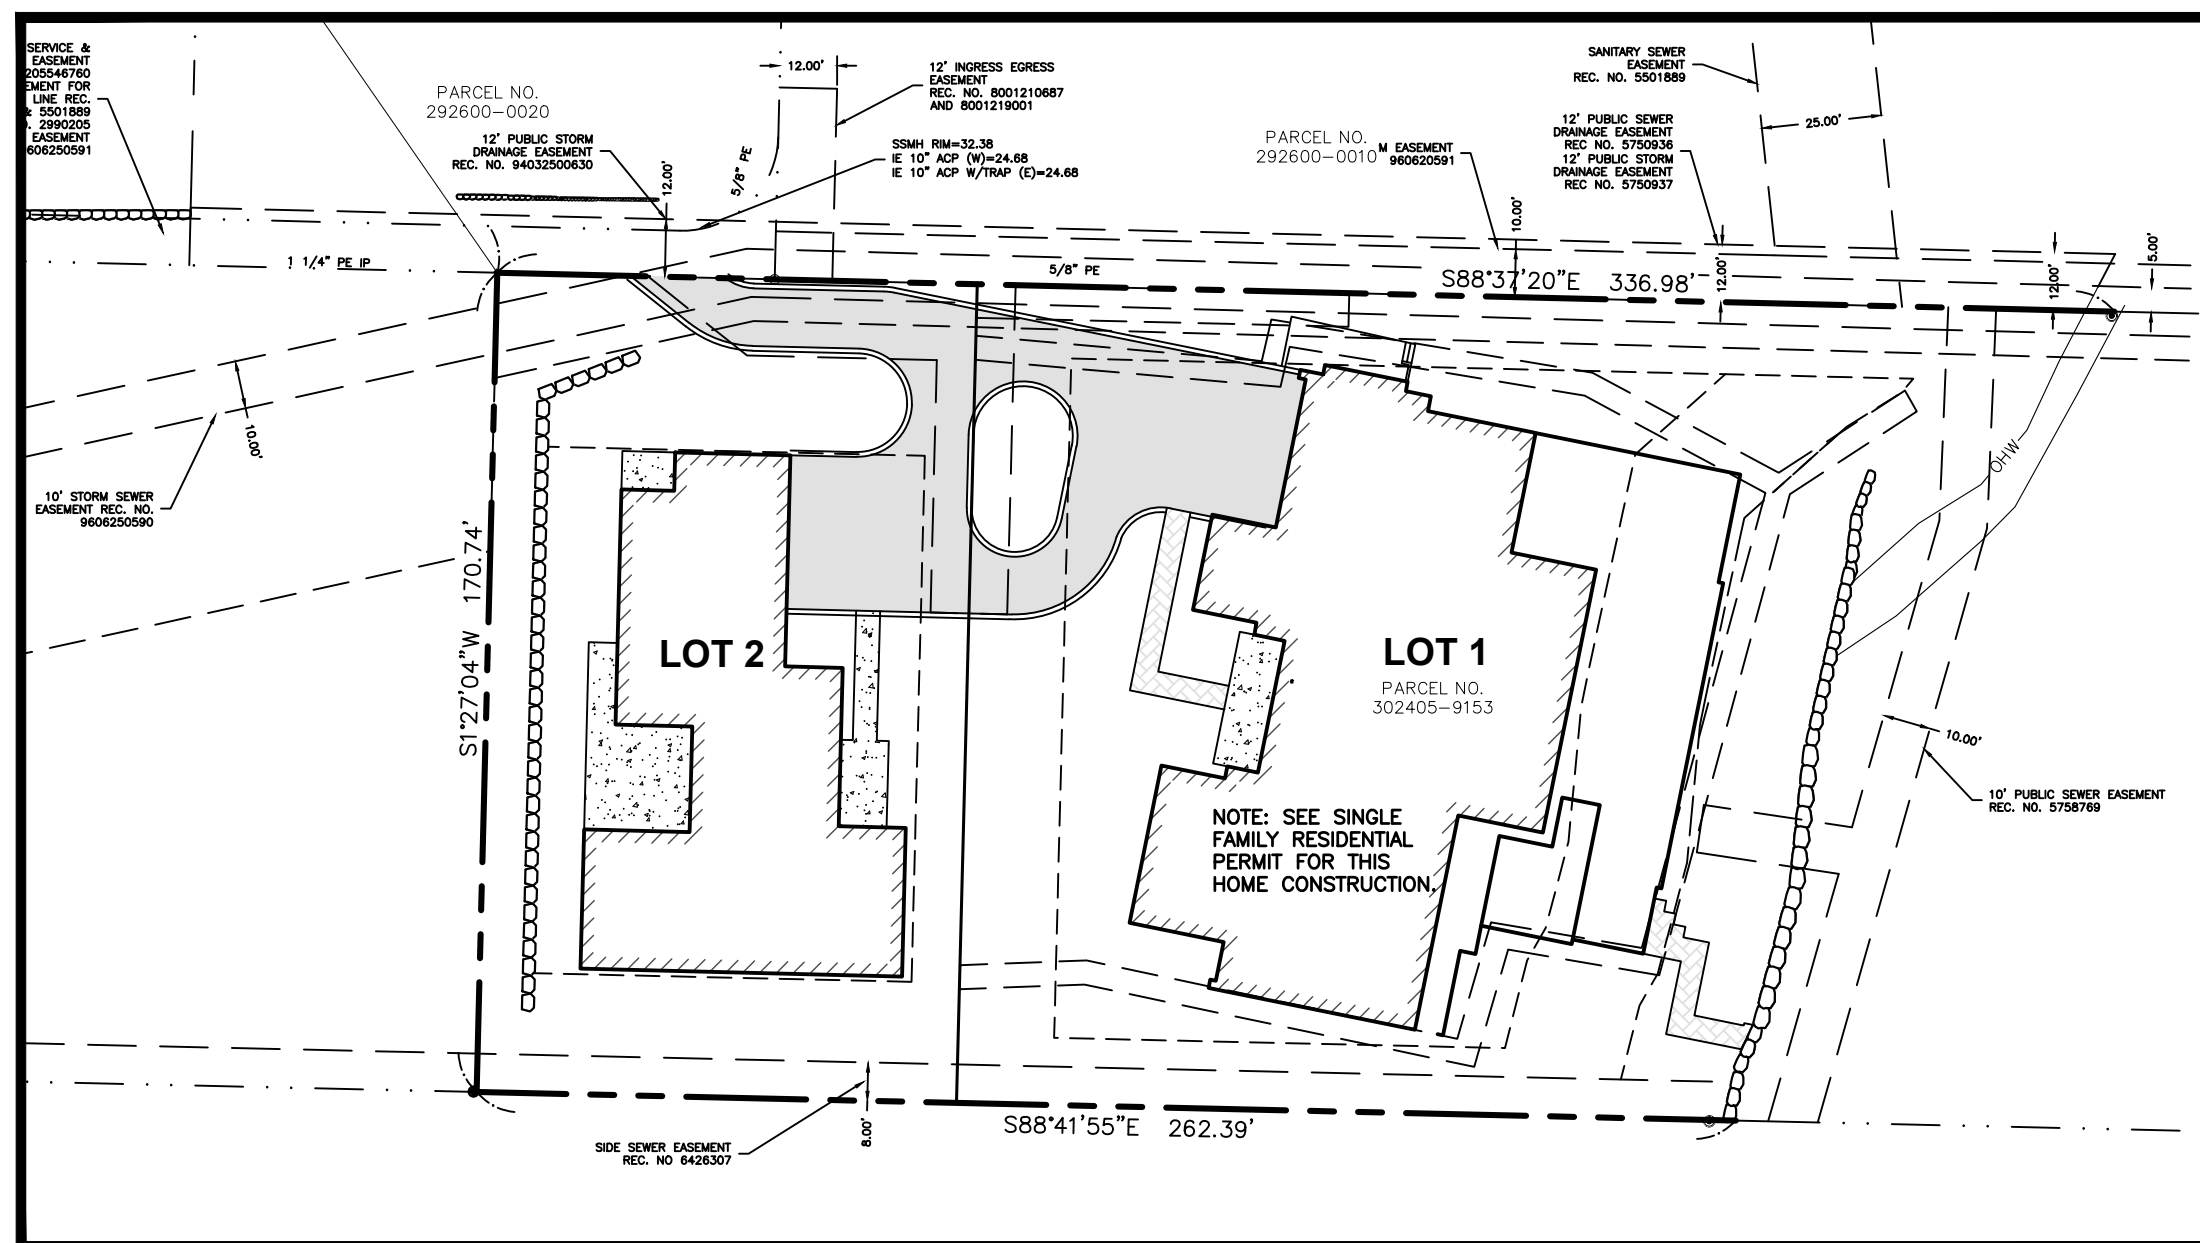 SERVICE &
EASEMENT
205546760
EMENT FOR
LINE REC.
& 5501889
. 2990205
EASEMENT
606250591
PARCEL NO.
292600-0020
12' PUBLIC STORM
DRAINAGE EASEMENT
REC. NO. 94032500630
12.00'
12.00'
5/8" PE
12' INGRESS EGRESS
EASEMENT
REC. NO. 8001210687
AND 8001219001
SSMH RIM=32.38
IE 10" ACP (W)=24.68
IE 10" ACP W/TRAP (E)=24.68
PARCEL NO.
292600-0010
M EASEMENT
960620591
SANITARY SEWER
EASEMENT
REC. NO. 5501889
12' PUBLIC SEWER
DRAINAGE EASEMENT
REC NO. 5750936
12' PUBLIC STORM
DRAINAGE EASEMENT
REC NO. 5750937
25.00'
10.00'
12.00'
12.00'
5.00'
1 1/4" PE IP
5/8" PE
S88°37'20"E 336.98'
10.00'
10' STORM SEWER
EASEMENT REC. NO.
9606250590
S1°27'04"W 170.74'
OHW
LOT 2
LOT 1
PARCEL NO.
302405-9153
NOTE: SEE SINGLE
FAMILY RESIDENTIAL
PERMIT FOR THIS
HOME CONSTRUCTION.
10.00'
10' PUBLIC SEWER EASEMENT
REC. NO. 5758769
8.00'
S88°41'55"E 262.39'
SIDE SEWER EASEMENT
REC. NO 6426307